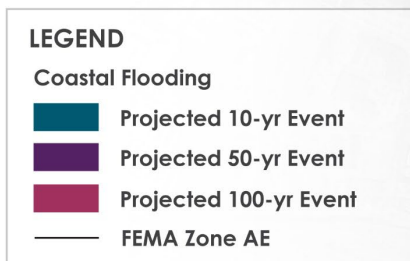 LEGEND
Coastal Flooding
Projected 10-yr Event
Projected 50-yr Event
Projected 100-yr Event
FEMA Zone AE